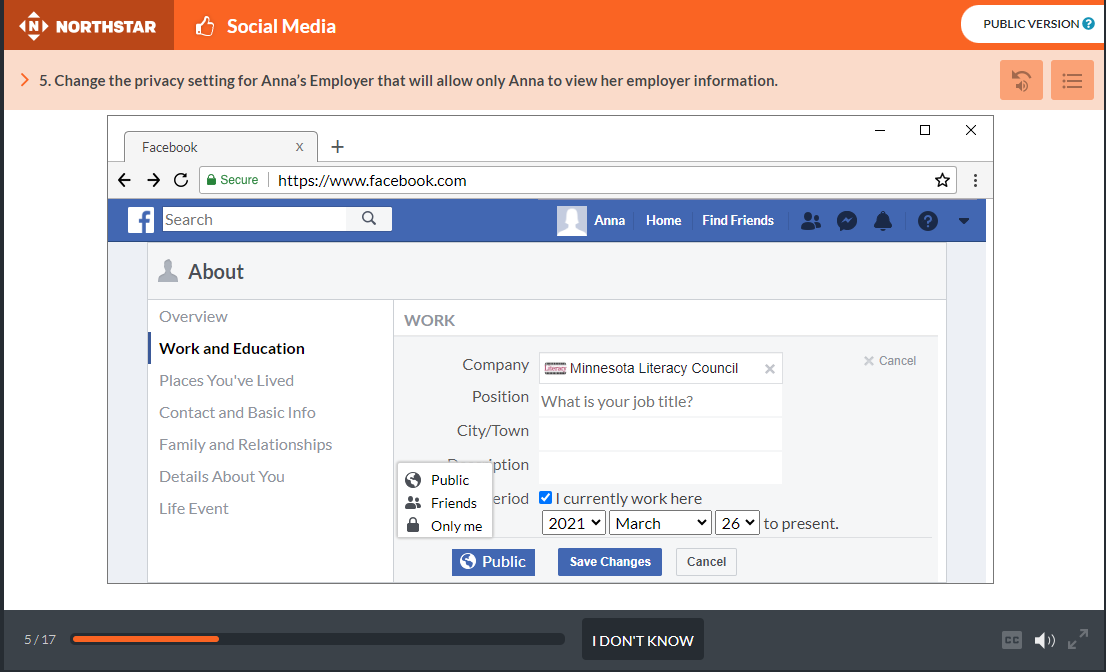 NORTHSTAR Social Media PUBLIC VERSION ?
5. Change the privacy setting for Anna's Employer that will allow only Anna to view her employer information.
Facebook x +
Secure https://www.facebook.com
f Search Anna Home Find Friends ?
About
Overview
Work and Education
Places You've Lived
Contact and Basic Info
Family and Relationships
Details About You
Life Event
WORK
Company Minnesota Literacy Council × × Cancel
Position What is your job title?
City/Town
ption
eriod I currently work here
2021 March 26 to present.
Public
Friends
Only me
Public Save Changes Cancel
5 / 17 I DON'T KNOW CC